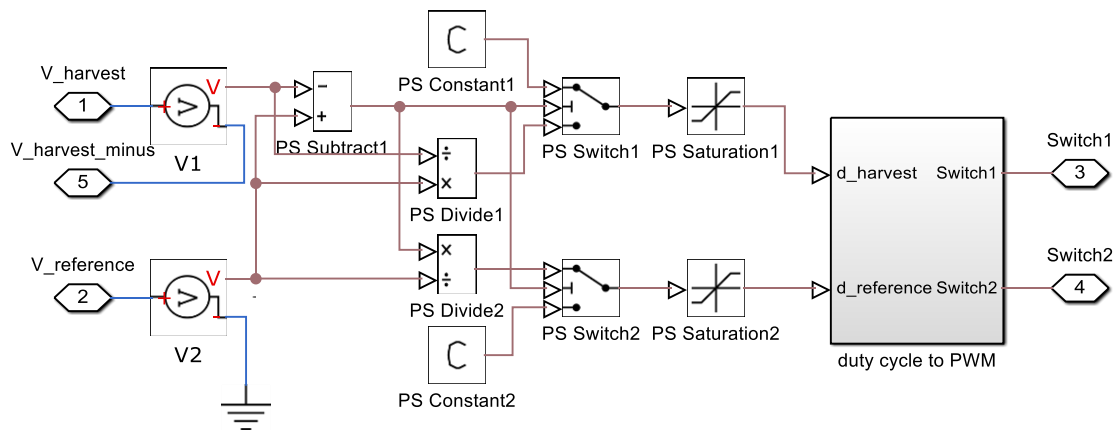 V_harvest
1
V_harvest_minus
5
V
V1
V_reference
2
V
V2
−
+
PS Subtract1
C
PS Constant1
÷
×
PS Divide1
×
÷
PS Divide2
C
PS Constant2
PS Switch1
PS Switch2
PS Saturation1
PS Saturation2
d_harvest Switch1
d_reference Switch2
duty cycle to PWM
Switch1
3
Switch2
4